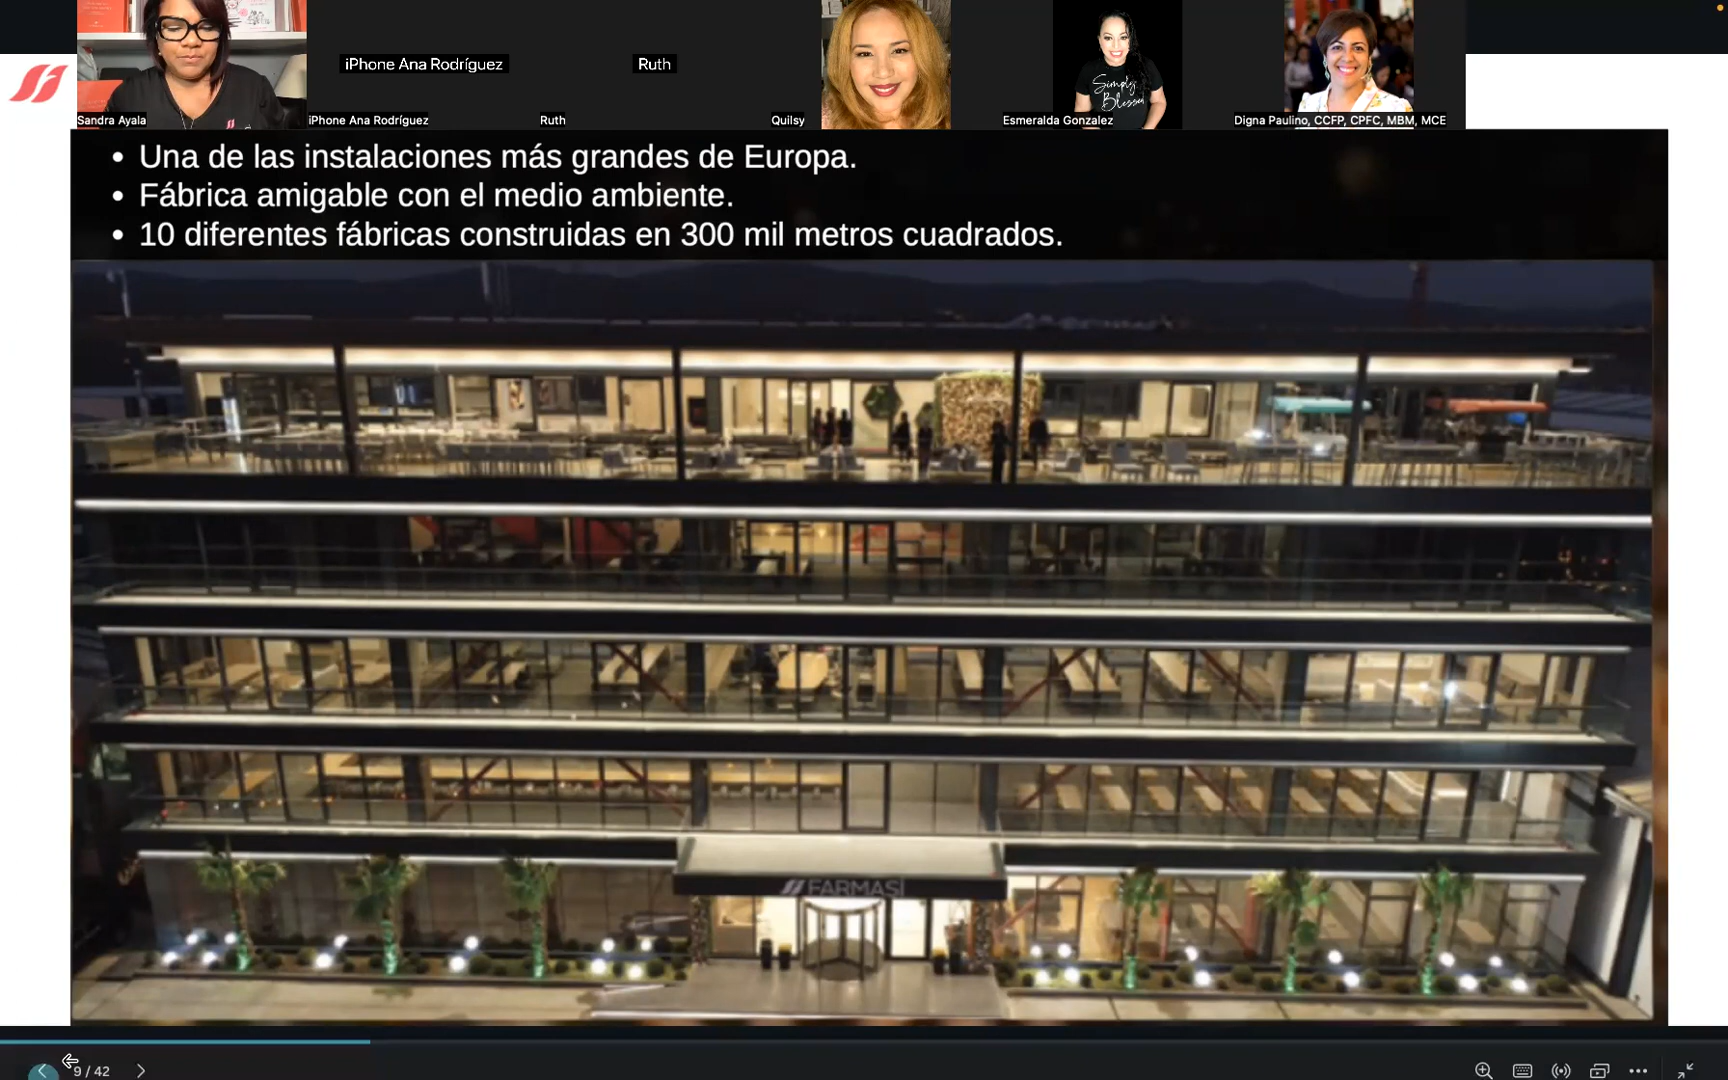 iPhone Ana Rodríguez
Ruth
Simply
Blessed
Sandra Ayala
iPhone Ana Rodríguez
Ruth
Quilsy
Esmeralda Gonzalez
Digna Paulino, CCFP, CPFC, MBM, MCE
• Una de las instalaciones más grandes de Europa.
• Fábrica amigable con el medio ambiente.
• 10 diferentes fábricas construidas en 300 mil metros cuadrados.
FARMASi
9 / 42